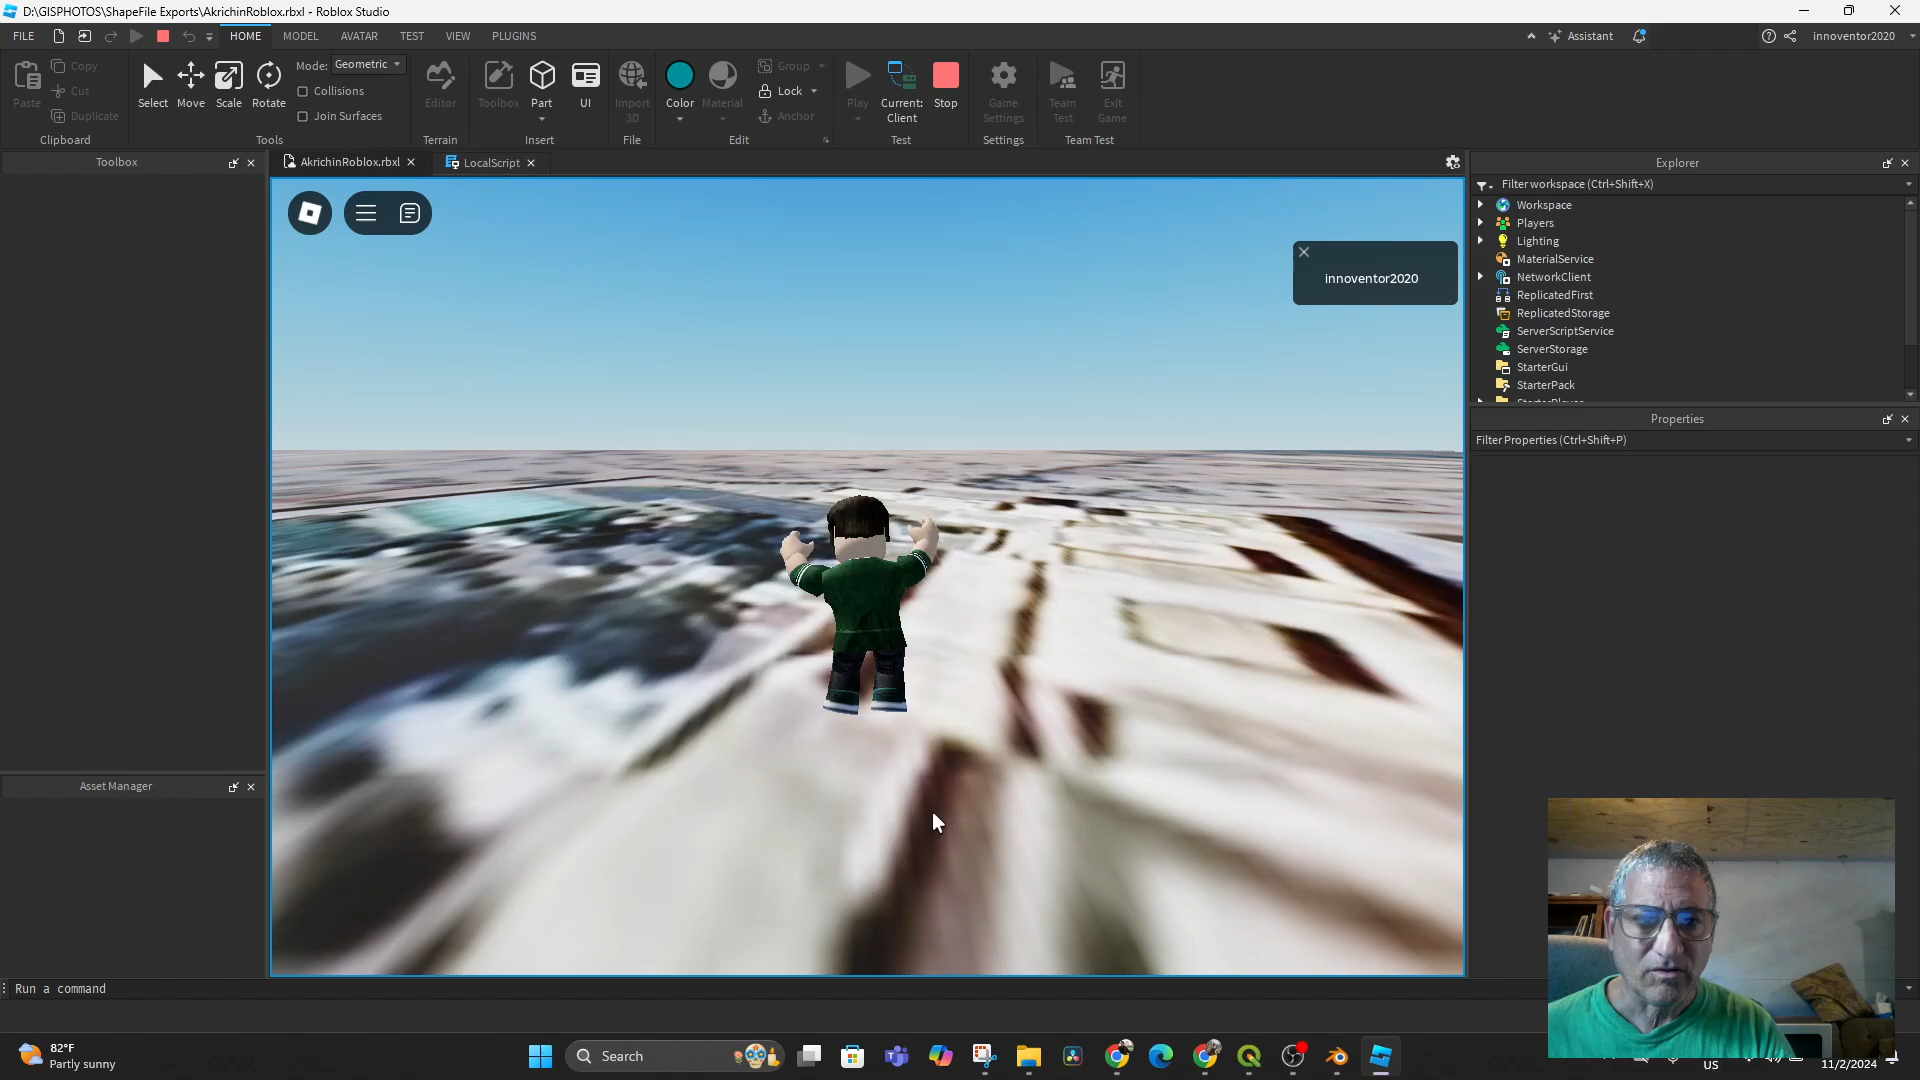 D:\GISPHOTOS\ShapeFile Exports\AkrichinRoblox.rbxl - Roblox Studio
FILE HOME MODEL AVATAR TEST VIEW PLUGINS Assistant innoventor2020
Paste Copy Cut Duplicate
Clipboard
Select Move Scale Rotate
Mode: Geometric
Collisions
Join Surfaces
Tools
Editor
Terrain
Toolbox Part UI
Insert
Import 3D
File
Color Material
Group
Lock
Anchor
Edit
Play Current: Client Stop
Test
Game Settings
Settings
Team Test Exit Game
Team Test
Toolbox
AkrichinRoblox.rbxl
LocalScript
innoventor2020
Explorer
Filter workspace (Ctrl+Shift+X)
Workspace
Players
Lighting
MaterialService
NetworkClient
ReplicatedFirst
ReplicatedStorage
ServerScriptService
ServerStorage
StarterGui
StarterPack
StarterPlayer
Properties
Filter Properties (Ctrl+Shift+P)
Asset Manager
Run a command
82°F
Partly sunny
Search
US
11/2/2024